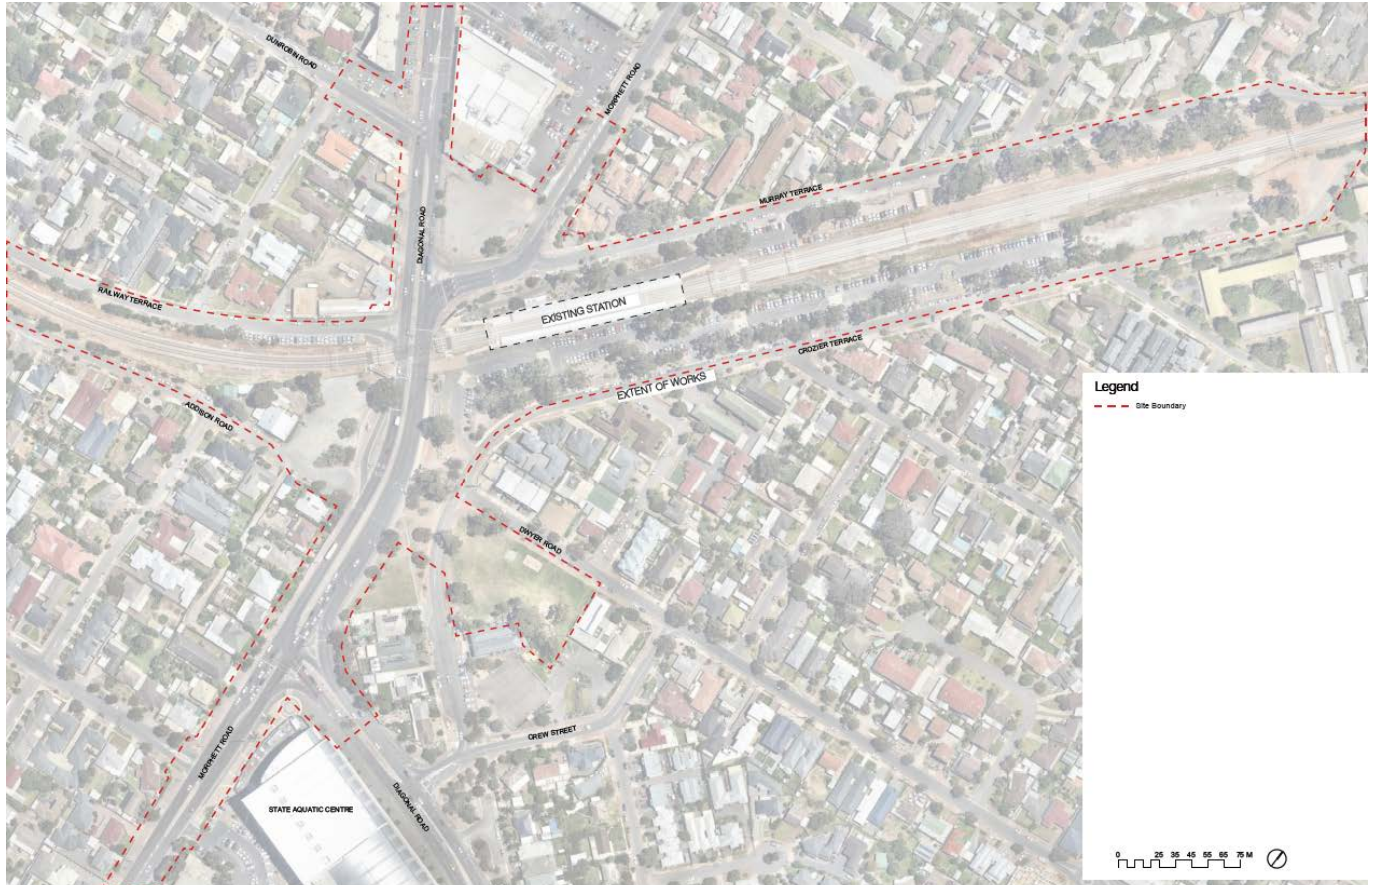 DUNROBIN ROAD
MORPHETT ROAD
MURRAY TERRACE
DIAGONAL ROAD
RAILWAY TERRACE
EXISTING STATION
CROZIER TERRACE
EXTENT OF WORKS
ADDISON ROAD
DWYER ROAD
CREW STREET
MORPHETT ROAD
DIAGONAL ROAD
STATE AQUATIC CENTRE
Legend
Site Boundary
0 25 35 45 55 65 75 M